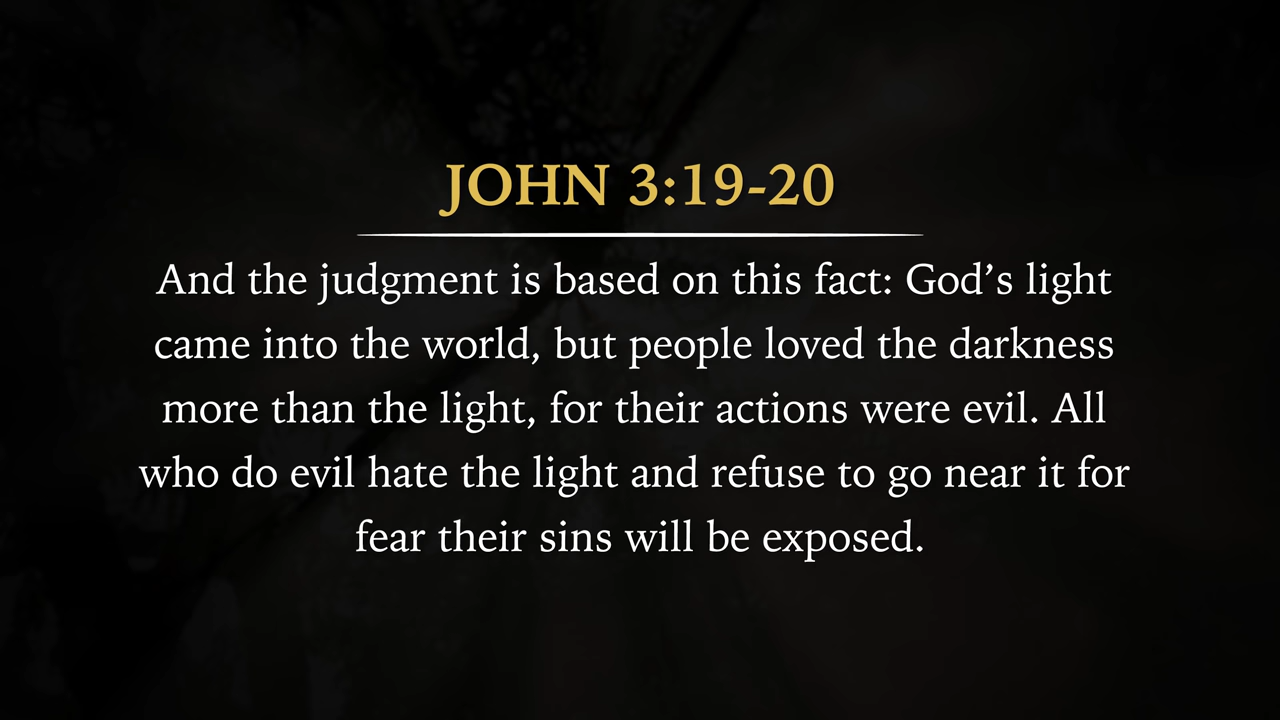 JOHN 3:19-20
And the judgment is based on this fact: God’s light
came into the world, but people loved the darkness
more than the light, for their actions were evil. All
who do evil hate the light and refuse to go near it for
fear their sins will be exposed.